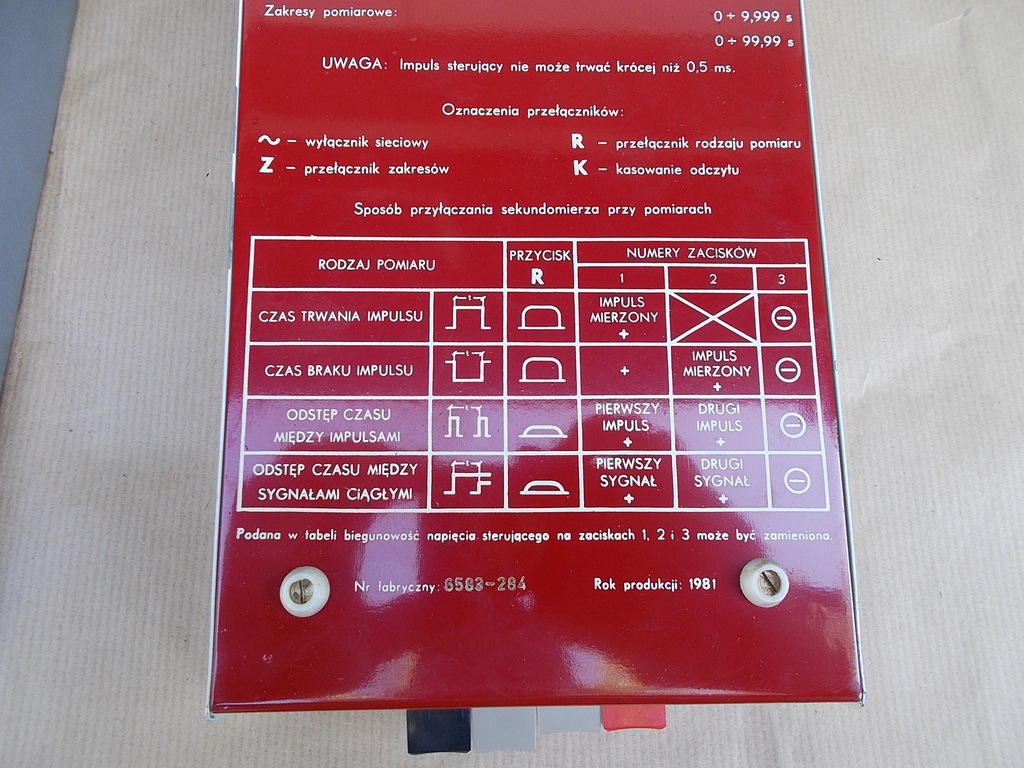 Zakresy pomiarowe: 0 ÷ 9,999 s
0 ÷ 99,99 s
UWAGA: Impuls sterujący nie może trwać krócej niż 0,5 ms.
Oznaczenia przełączników:
~ – wyłącznik sieciowy R – przełącznik rodzaju pomiaru
Z – przełącznik zakresów K – kasowanie odczytu
Sposób przyłączania sekundomierza przy pomiarach
RODZAJ POMIARU PRZYCISK R NUMERY ZACISKÓW
1 2 3
CZAS TRWANIA IMPULSU t IMPULS MIERZONY +
CZAS BRAKU IMPULSU t + IMPULS MIERZONY +
ODSTĘP CZASU MIĘDZY IMPULSAMI t PIERWSZY IMPULS + DRUGI IMPULS +
ODSTĘP CZASU MIĘDZY SYGNAŁAMI CIĄGŁYMI t PIERWSZY SYGNAŁ + DRUGI SYGNAŁ +
Podana w tabeli biegunowość napięcia sterującego na zaciskach 1, 2 i 3 może być zamieniona.
Nr fabryczny: 6583-284 Rok produkcji: 1981